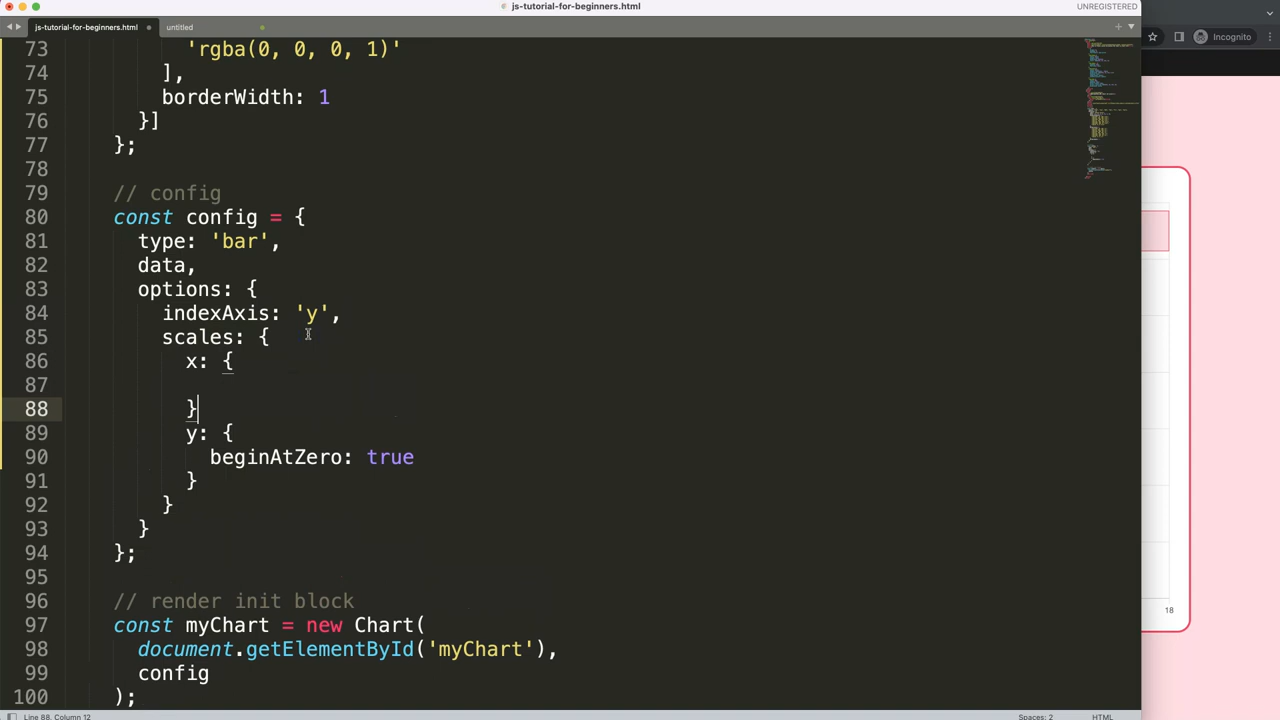 js-tutorial-for-beginners.html
UNREGISTERED
js-tutorial-for-beginners.html
untitled
Incognito
73 'rgba(0, 0, 0, 1)'
74 ],
75 borderWidth: 1
76 }]
77 };
78
79 // config
80 const config = {
81 type: 'bar',
82 data,
83 options: {
84 indexAxis: 'y',
85 scales: {
86 x: {
87
88 }
89 y: {
90 beginAtZero: true
91 }
92 }
93 }
94 };
95
96 // render init block
97 const myChart = new Chart(
98 document.getElementById('myChart'),
99 config
100 );
18
Line 88, Column 12
Spaces: 2
HTML